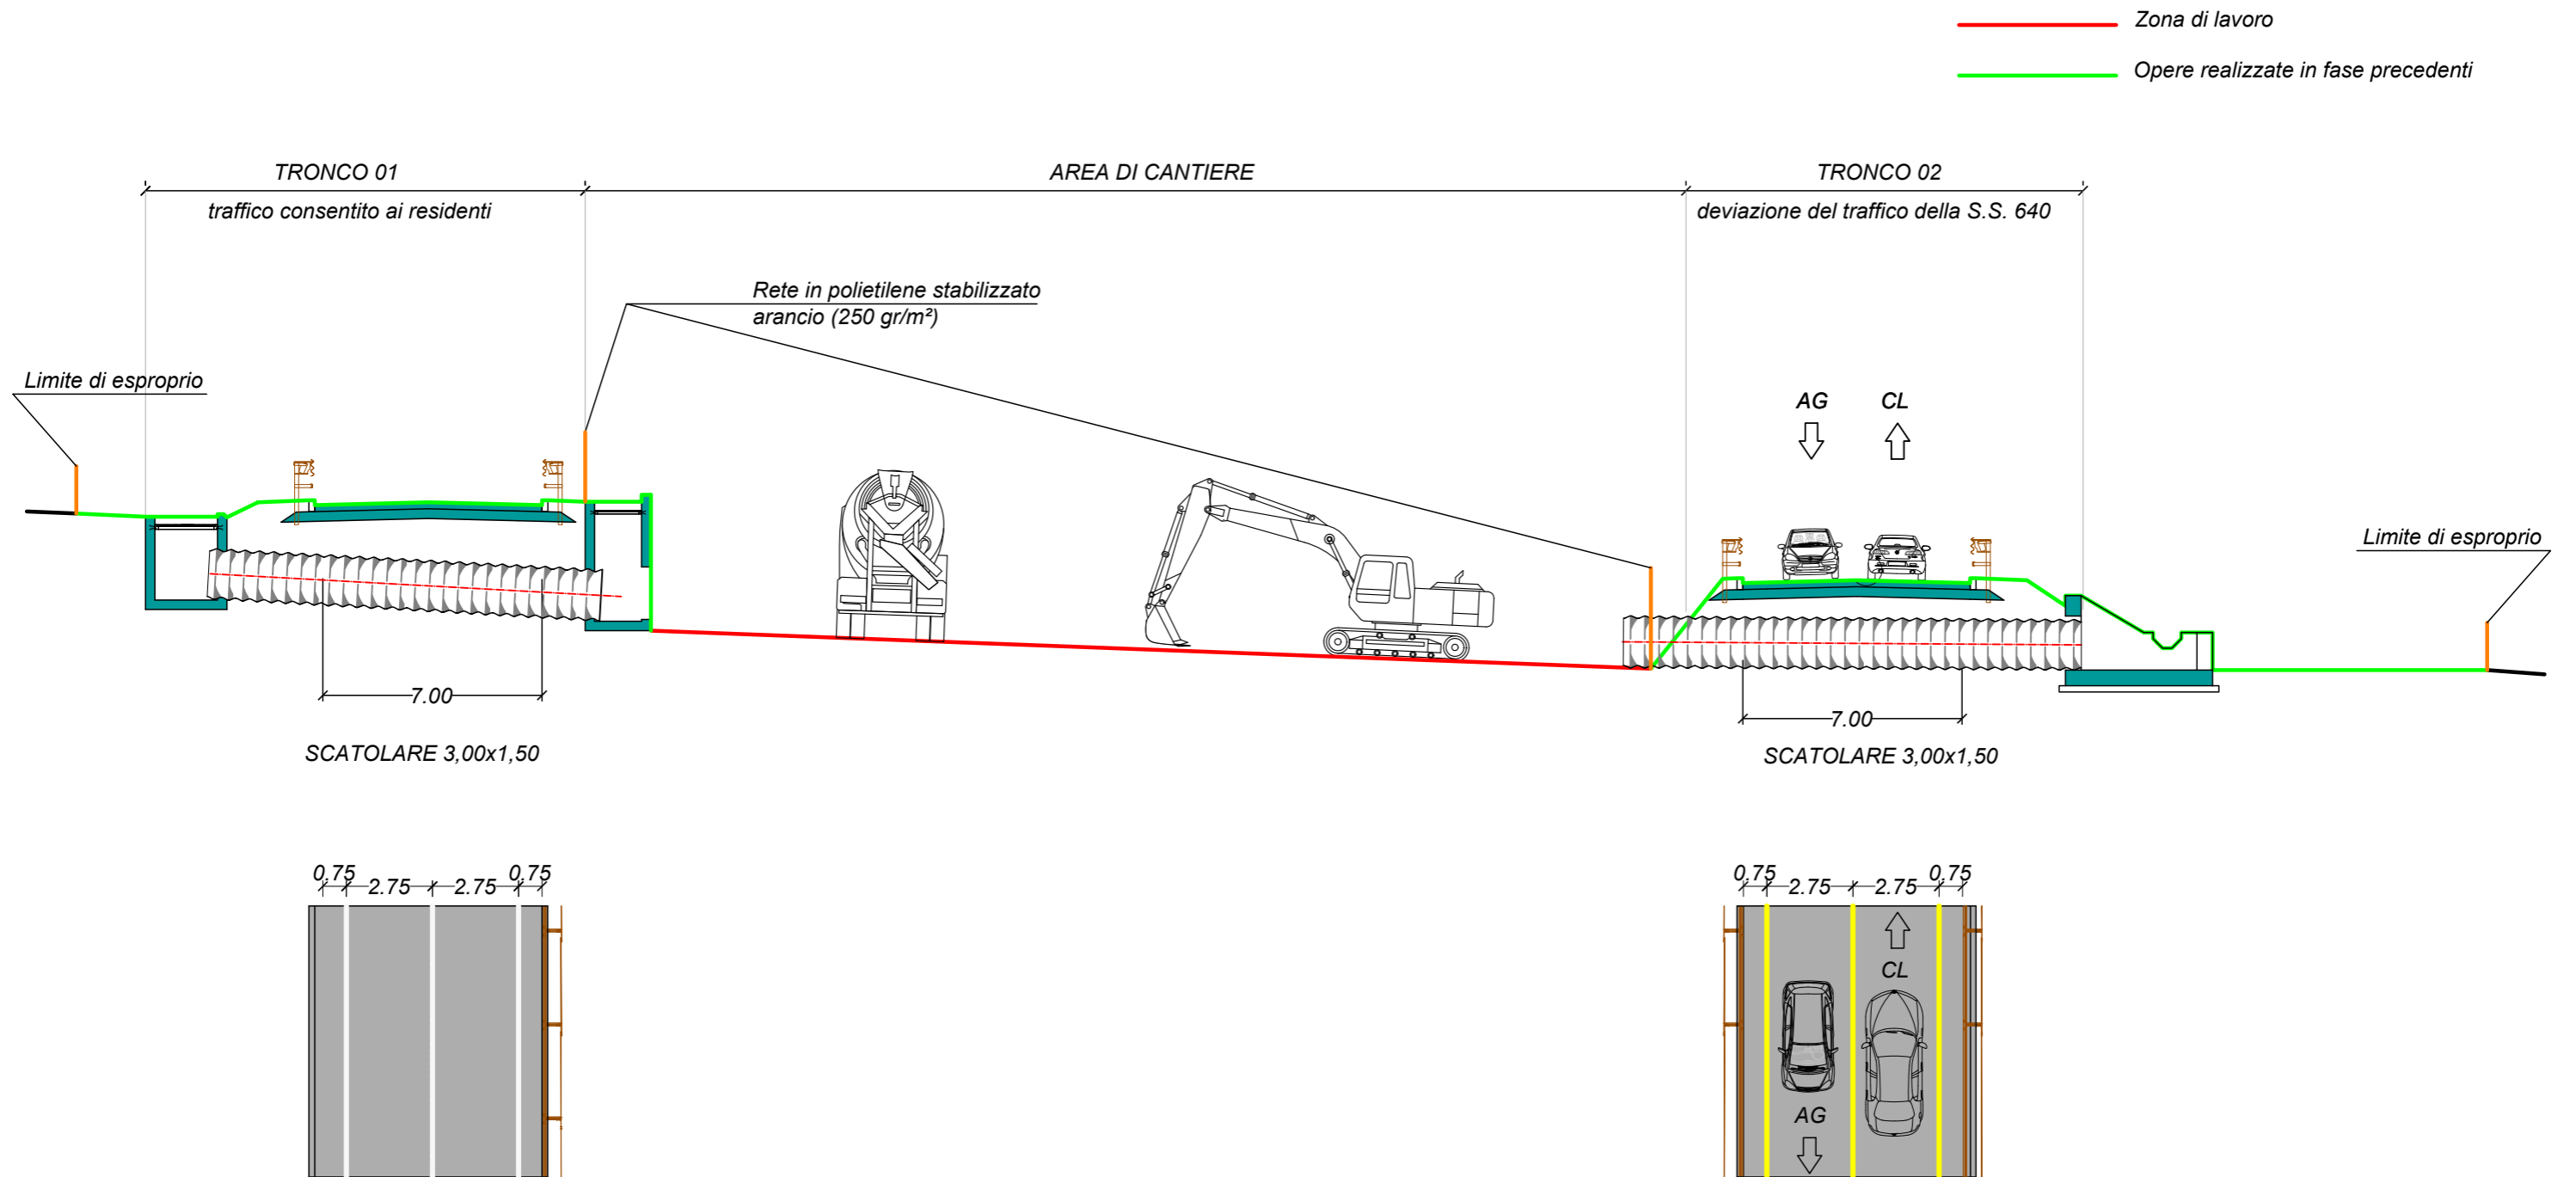 Zona di lavoro
Opere realizzate in fase precedenti
TRONCO 01
AREA DI CANTIERE
TRONCO 02
traffico consentito ai residenti
deviazione del traffico della S.S. 640
Rete in polietilene stabilizzato
arancio (250 gr/m²)
Limite di esproprio
AG CL
Limite di esproprio
7.00
7.00
SCATOLARE 3,00x1,50
SCATOLARE 3,00x1,50
0.75 2.75 2.75 0.75
0.75 2.75 2.75 0.75
CL
AG